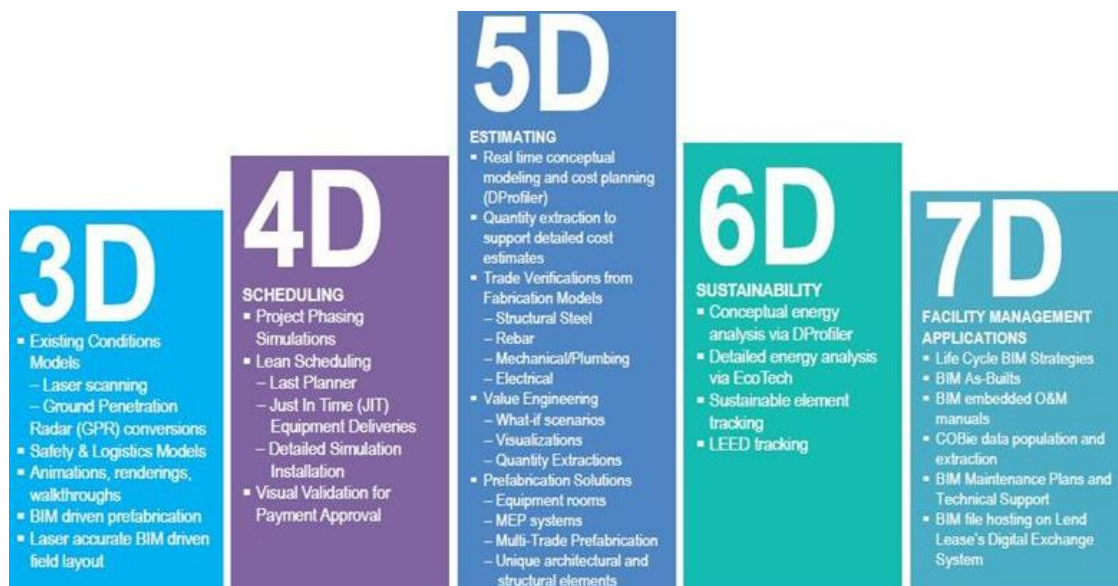 3D
▪ Existing Conditions
Models
– Laser scanning
– Ground Penetration
Radar (GPR) conversions
▪ Safety & Logistics Models
▪ Animations, renderings,
walkthroughs
▪ BIM driven prefabrication
▪ Laser accurate BIM driven
field layout
4D
SCHEDULING
▪ Project Phasing
Simulations
▪ Lean Scheduling
– Last Planner
– Just In Time (JIT)
Equipment Deliveries
– Detailed Simulation
Installation
▪ Visual Validation for
Payment Approval
5D
ESTIMATING
▪ Real time conceptual
modeling and cost planning
(DProfiler)
▪ Quantity extraction to
support detailed cost
estimates
▪ Trade Verifications from
Fabrication Models
– Structural Steel
– Rebar
– Mechanical/Plumbing
– Electrical
▪ Value Engineering
– What-if scenarios
– Visualizations
– Quantity Extractions
▪ Prefabrication Solutions
– Equipment rooms
– MEP systems
– Multi-Trade Prefabrication
– Unique architectural and
structural elements
6D
SUSTAINABILITY
▪ Conceptual energy
analysis via DProfiler
▪ Detailed energy analysis
via EcoTech
▪ Sustainable element
tracking
▪ LEED tracking
7D
FACILITY MANAGEMENT
APPLICATIONS
▪ Life Cycle BIM Strategies
▪ BIM As-Builts
▪ BIM embedded O&M
manuals
▪ COBie data population and
extraction
▪ BIM Maintenance Plans and
Technical Support
▪ BIM file hosting on Lend
Lease's Digital Exchange
System